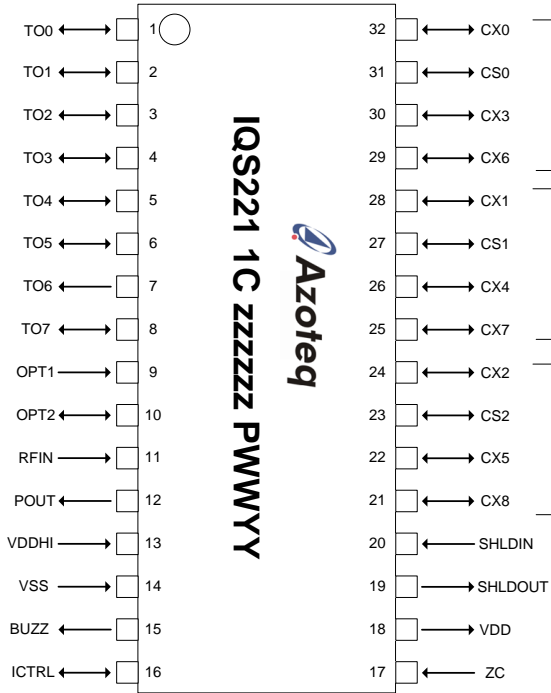 TO0 1 32 CX0
TO1 2 31 CS0
TO2 3 30 CX3
TO3 4 29 CX6
TO4 5 28 CX1
TO5 6 27 CS1
TO6 7 26 CX4
TO7 8 25 CX7
OPT1 9 24 CX2
OPT2 10 23 CS2
RFIN 11 22 CX5
POUT 12 21 CX8
VDDHI 13 20 SHLDIN
VSS 14 19 SHLDOUT
BUZZ 15 18 VDD
ICTRL 16 17 ZC
IQS221 1C zzzzzz PWWYY
Azoteq